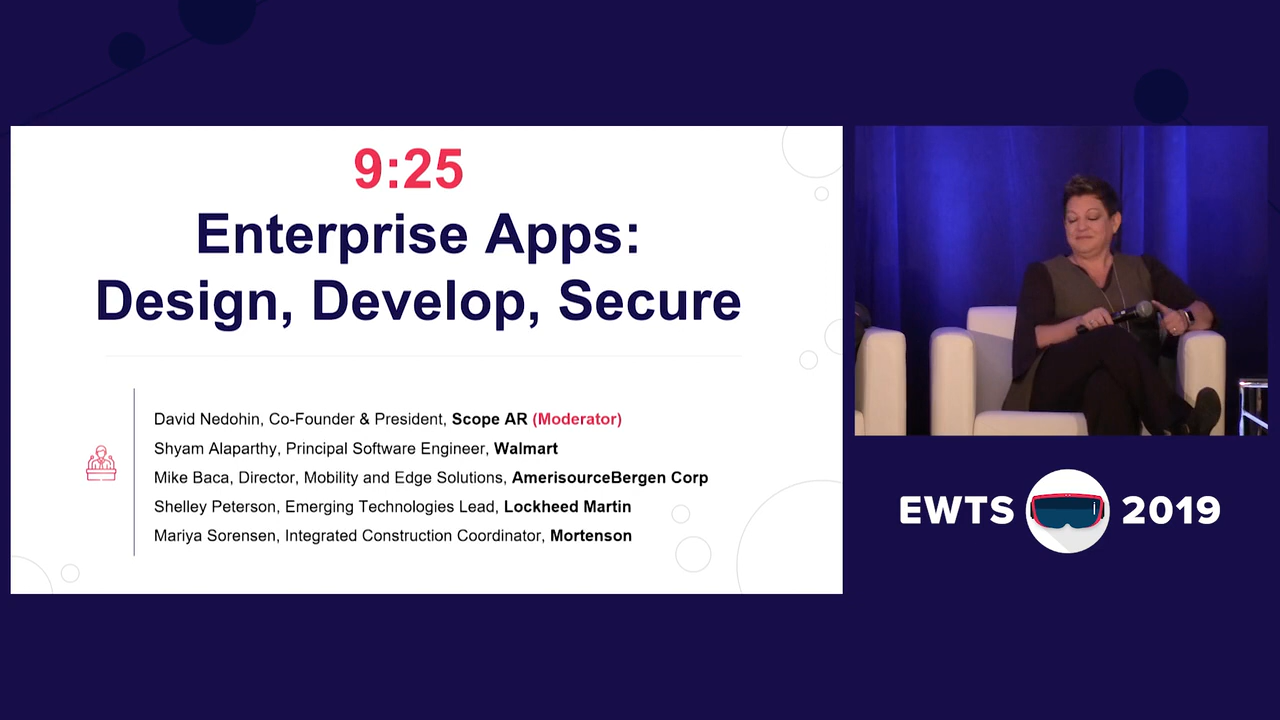 9:25
Enterprise Apps:
Design, Develop, Secure
David Nedohin, Co-Founder & President, Scope AR (Moderator)
Shyam Alaparthy, Principal Software Engineer, Walmart
Mike Baca, Director, Mobility and Edge Solutions, AmerisourceBergen Corp
Shelley Peterson, Emerging Technologies Lead, Lockheed Martin
Mariya Sorensen, Integrated Construction Coordinator, Mortenson
EWTS 2019